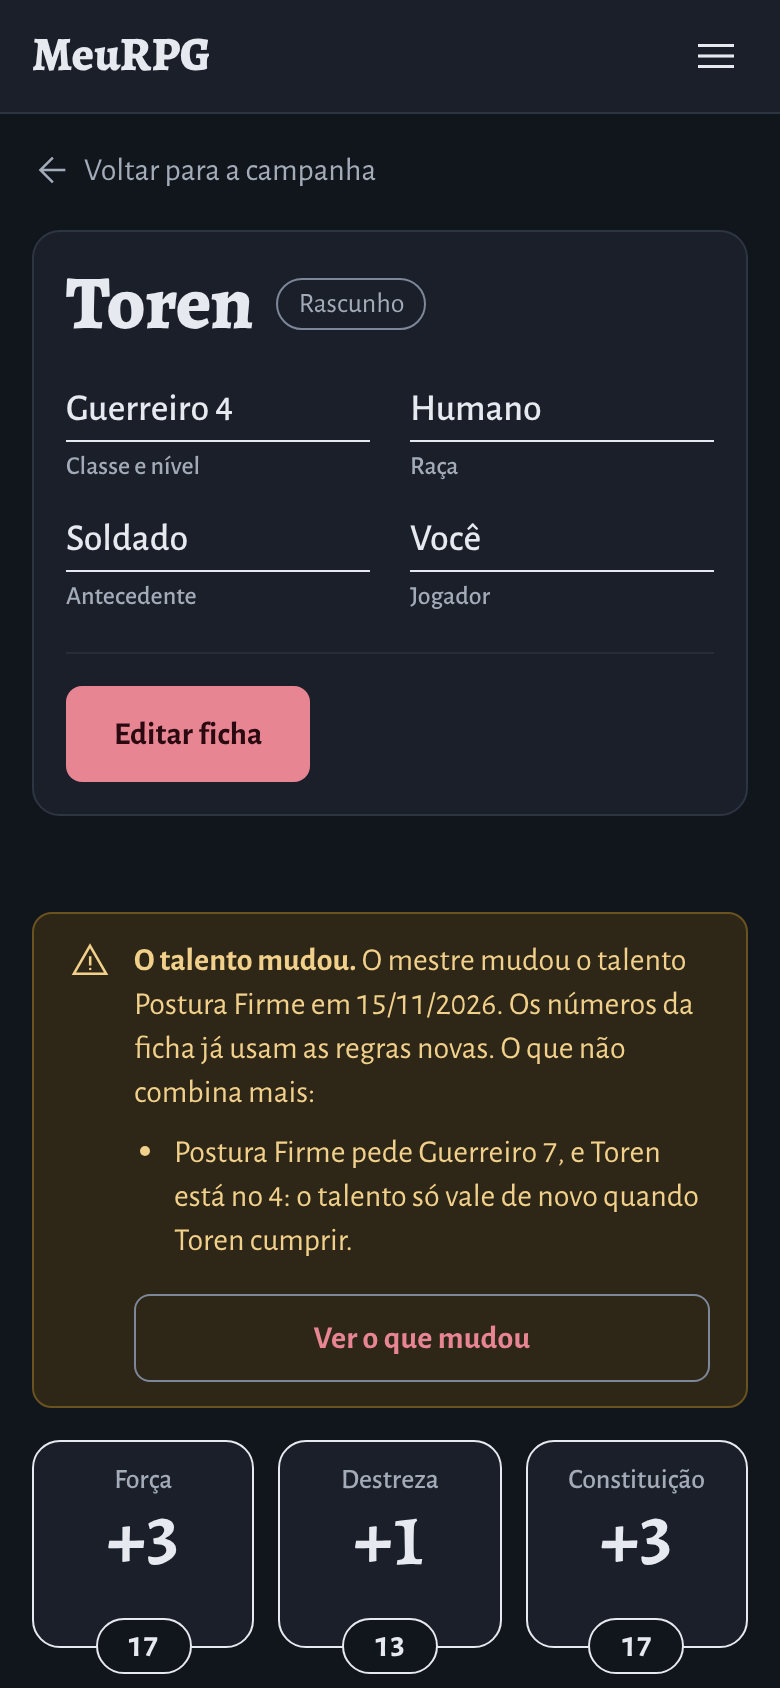 MeuRPG
Voltar para a campanha
Toren
Rascunho
Guerreiro 4
Classe e nível
Humano
Raça
Soldado
Antecedente
Você
Jogador
Editar ficha
O talento mudou. O mestre mudou o talento
Postura Firme em 15/11/2026. Os números da
ficha já usam as regras novas. O que não
combina mais:
• Postura Firme pede Guerreiro 7, e Toren
está no 4: o talento só vale de novo quando
Toren cumprir.
Ver o que mudou
Força
+3
17
Destreza
+1
13
Constituição
+3
17